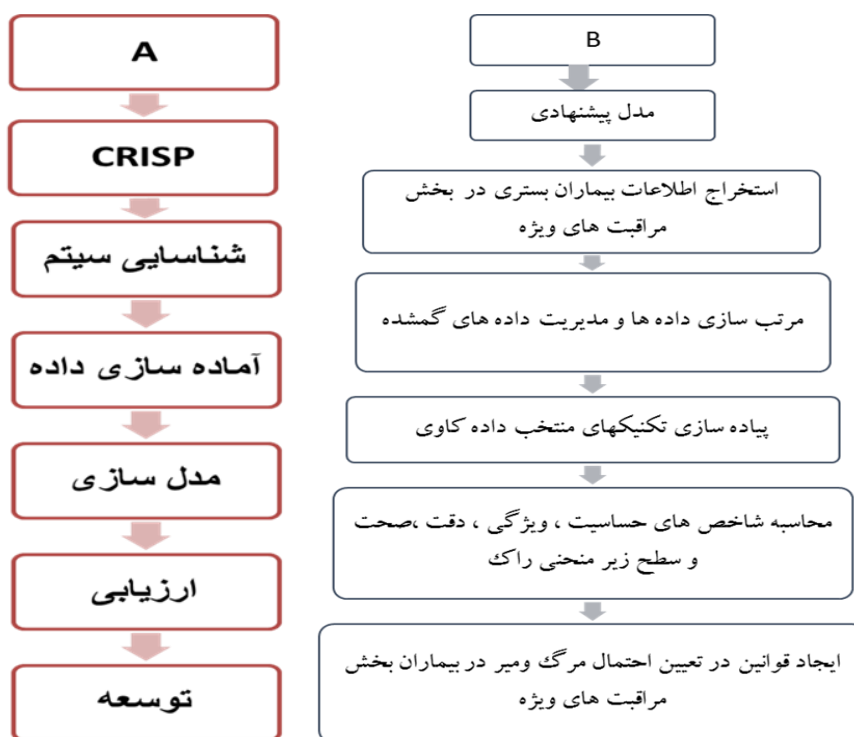 A
CRISP
شناسایی سیتم
آماده سازی داده
مدل سازی
ارزیابی
توسعه
B
مدل پیشنهادی
استخراج اطلاعات بیماران بستری در بخش
مراقبت های ویژه
مرتب سازی داده ها و مدیریت داده های گمشده
پیاده سازی تکنیکهای منتخب داده کاوی
محاسبه شاخص های حساسیت ، ویژگی ، دقت ،صحت
و سطح زیر منحنی راک
ایجاد قوانین در تعیین احتمال مرگ ومیر در بیماران بخش
مراقبت های ویژه